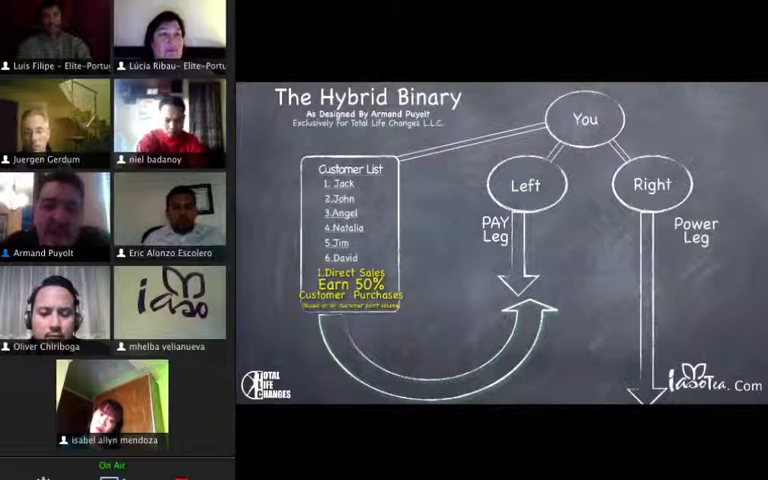 Luis Filipe - Elite-Portug
Lúcia Ribau- Elite-Portu
Juergen Gerdum
niel badanoy
Armand Puyolt
Eric Alonzo Escolero
iaso
Oliver Chiriboga
mhelba velianueva
isabel allyn mendoza
On Air
The Hybrid Binary
As Designed By Armand Puyolt
Exclusively For Total Life Changes L.L.C.
You
Customer List
1. Jack
2.John
3.Angel
4.Natalia
5.Jim
6.David
1.Direct Sales
Earn 50%
Customer Purchases
Left
Right
PAY
Leg
Power
Leg
TOTAL
LIFE
CHANGES
iasoTea. Com